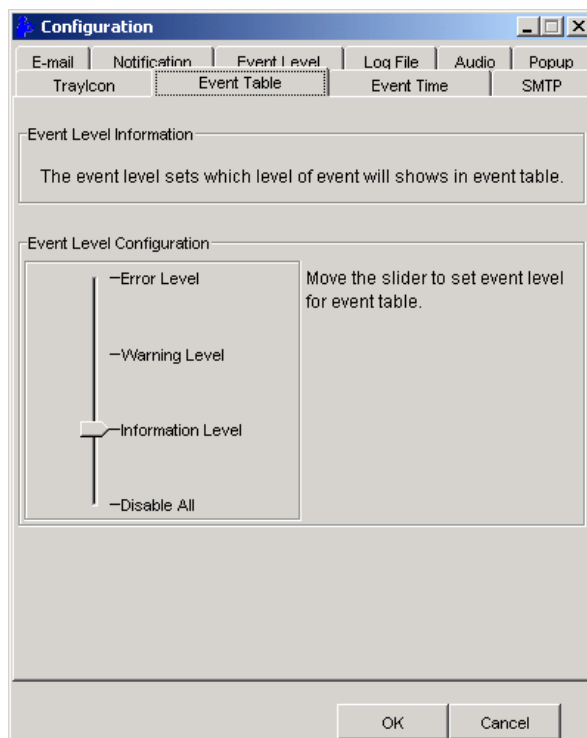 Configuration
E-mail Notification Event Level Log File Audio Popup
TrayIcon Event Table Event Time SMTP
Event Level Information
The event level sets which level of event will shows in event table.
Event Level Configuration
Error Level
Move the slider to set event level
for event table.
Warning Level
Information Level
Disable All
OK Cancel